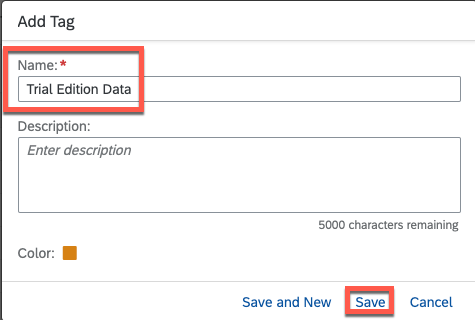 Add Tag
Name:*
Trial Edition Data
Description:
Enter description
5000 characters remaining
Color:
Save and New Save Cancel